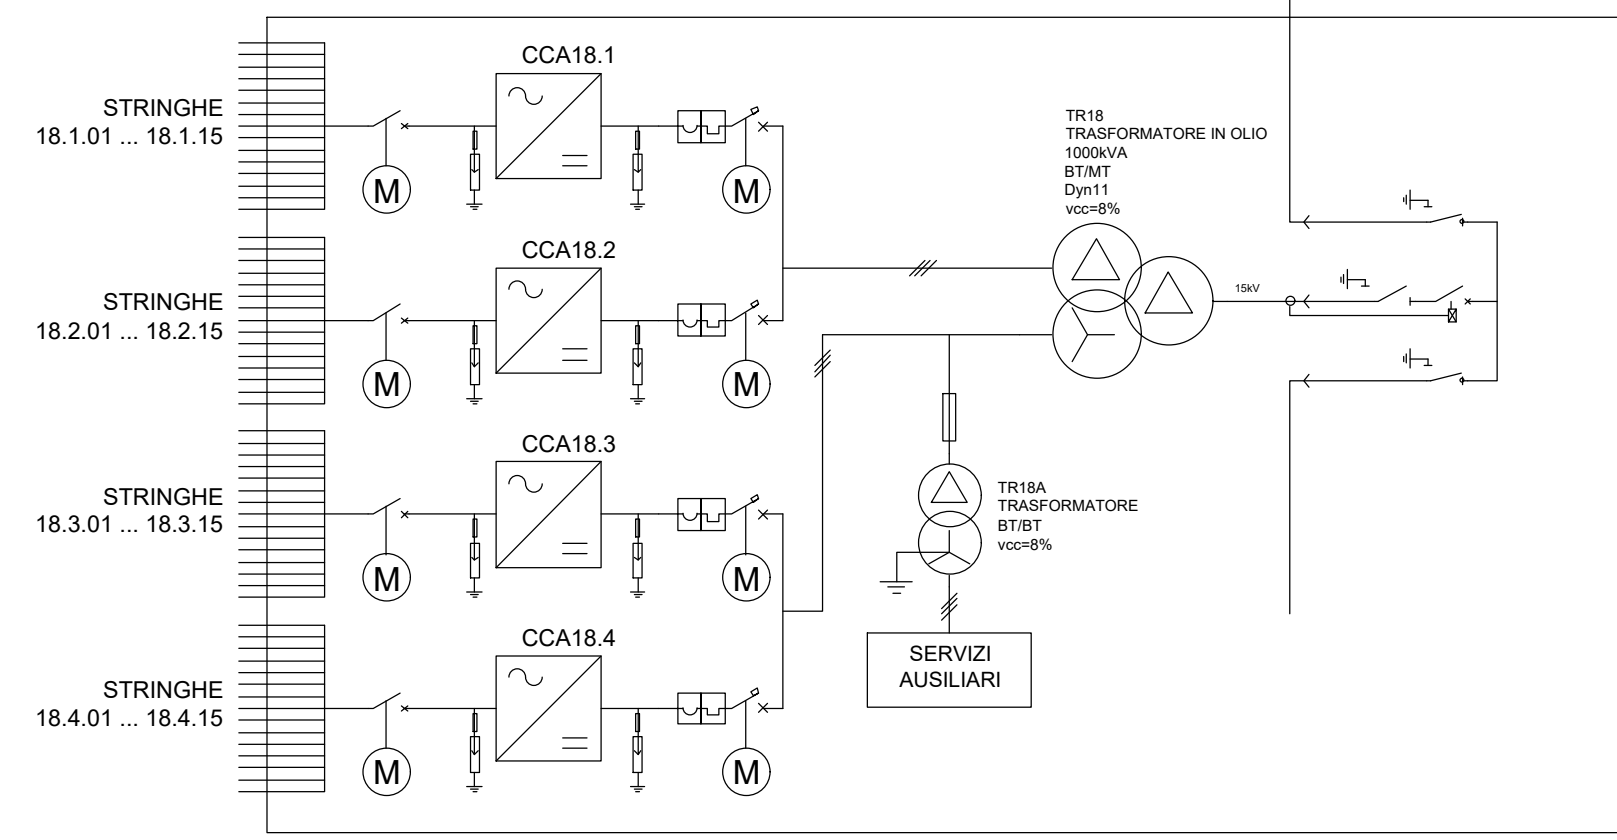 CCA18.1
STRINGHE
18.1.01 ... 18.1.15
M
M
TR18
TRASFORMATORE IN OLIO
1000kVA
BT/MT
Dyn11
vcc=8%
CCA18.2
STRINGHE
18.2.01 ... 18.2.15
M
M
15kV
CCA18.3
STRINGHE
18.3.01 ... 18.3.15
M
M
TR18A
TRASFORMATORE
BT/BT
vcc=8%
CCA18.4
STRINGHE
18.4.01 ... 18.4.15
M
M
SERVIZI
AUSILIARI